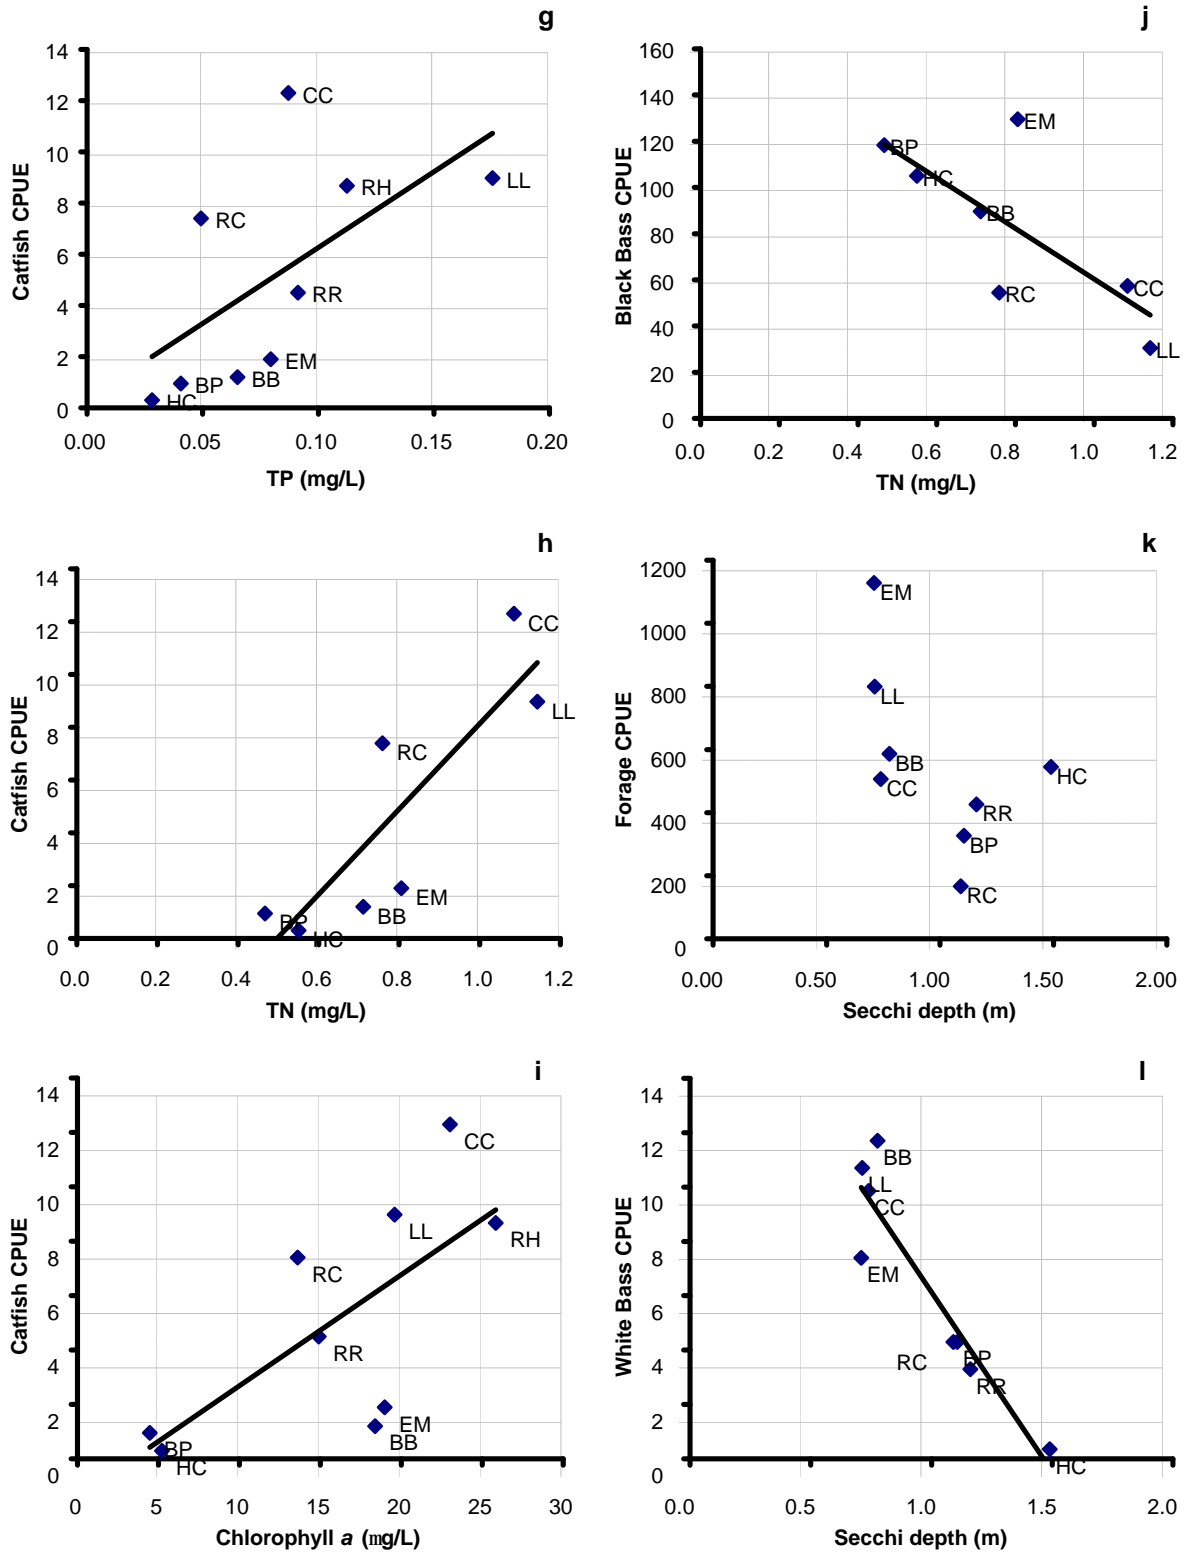 g
14
12
10
8
6
4
2
0
Catfish CPUE
CC
RH
LL
RC
RR
EM
BB
BP
HC
0.00 0.05 0.10 0.15 0.20
TP (mg/L)
j
160
140
120
100
80
60
40
20
0
Black Bass CPUE
EM
BP
HC
BB
RC
CC
LL
0.0 0.2 0.4 0.6 0.8 1.0 1.2
TN (mg/L)
h
14
12
10
8
6
4
2
0
Catfish CPUE
CC
LL
RC
EM
BB
BP
HC
0.0 0.2 0.4 0.6 0.8 1.0 1.2
TN (mg/L)
k
1200
1000
800
600
400
200
0
Forage CPUE
EM
LL
BB
CC
HC
RR
BP
RC
0.00 0.50 1.00 1.50 2.00
Secchi depth (m)
i
14
12
10
8
6
4
2
0
Catfish CPUE
CC
LL
RH
RC
RR
EM
BB
BP
HC
0 5 10 15 20 25 30
Chlorophyll a (mg/L)
l
14
12
10
8
6
4
2
0
White Bass CPUE
BB
LL
CC
EM
RC
BP
RR
HC
0.0 0.5 1.0 1.5 2.0
Secchi depth (m)